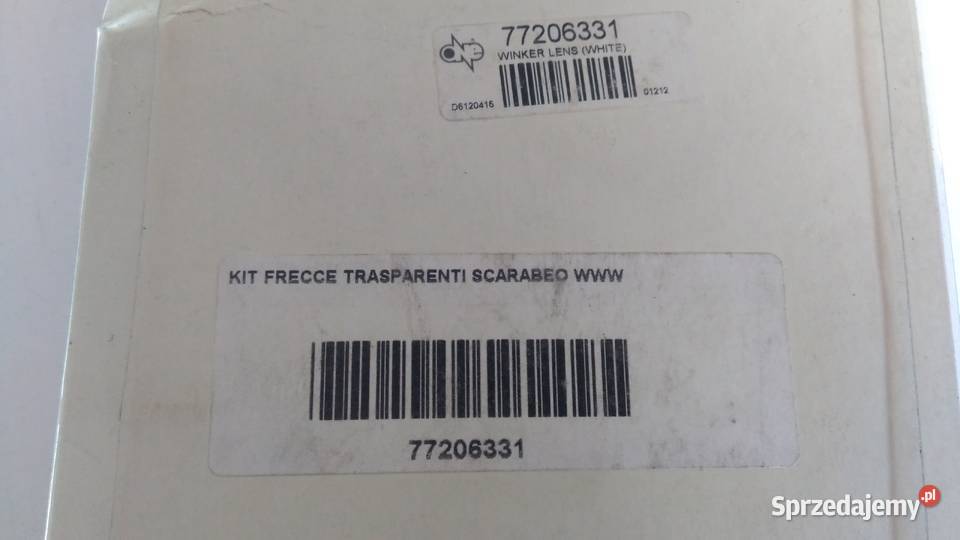 77206331
WINKER LENS (WHITE)
D6120415 01212
KIT FRECCE TRASPARENTI SCARABEO WWW
77206331
Sprzedajemy.pl